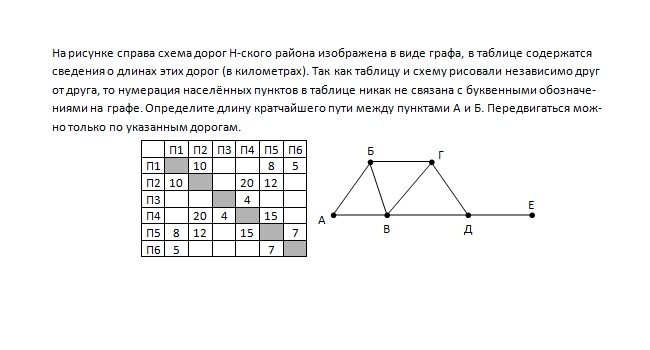 На рисунке справа схема дорог Н-ского района изображена в виде графа, в таблице содержатся
сведения о длинах этих дорог (в километрах). Так как таблицу и схему рисовали независимо друг
от друга, то нумерация населённых пунктов в таблице никак не связана с буквенными обозначе-
ниями на графе. Определите длину кратчайшего пути между пунктами А и Б. Передвигаться мож-
но только по указанным дорогам.
П1 П2 П3 П4 П5 П6
П1 10 8 5
П2 10 20 12
П3 4
П4 20 4 15
П5 8 12 15 7
П6 5 7
Б Г
А В Д Е